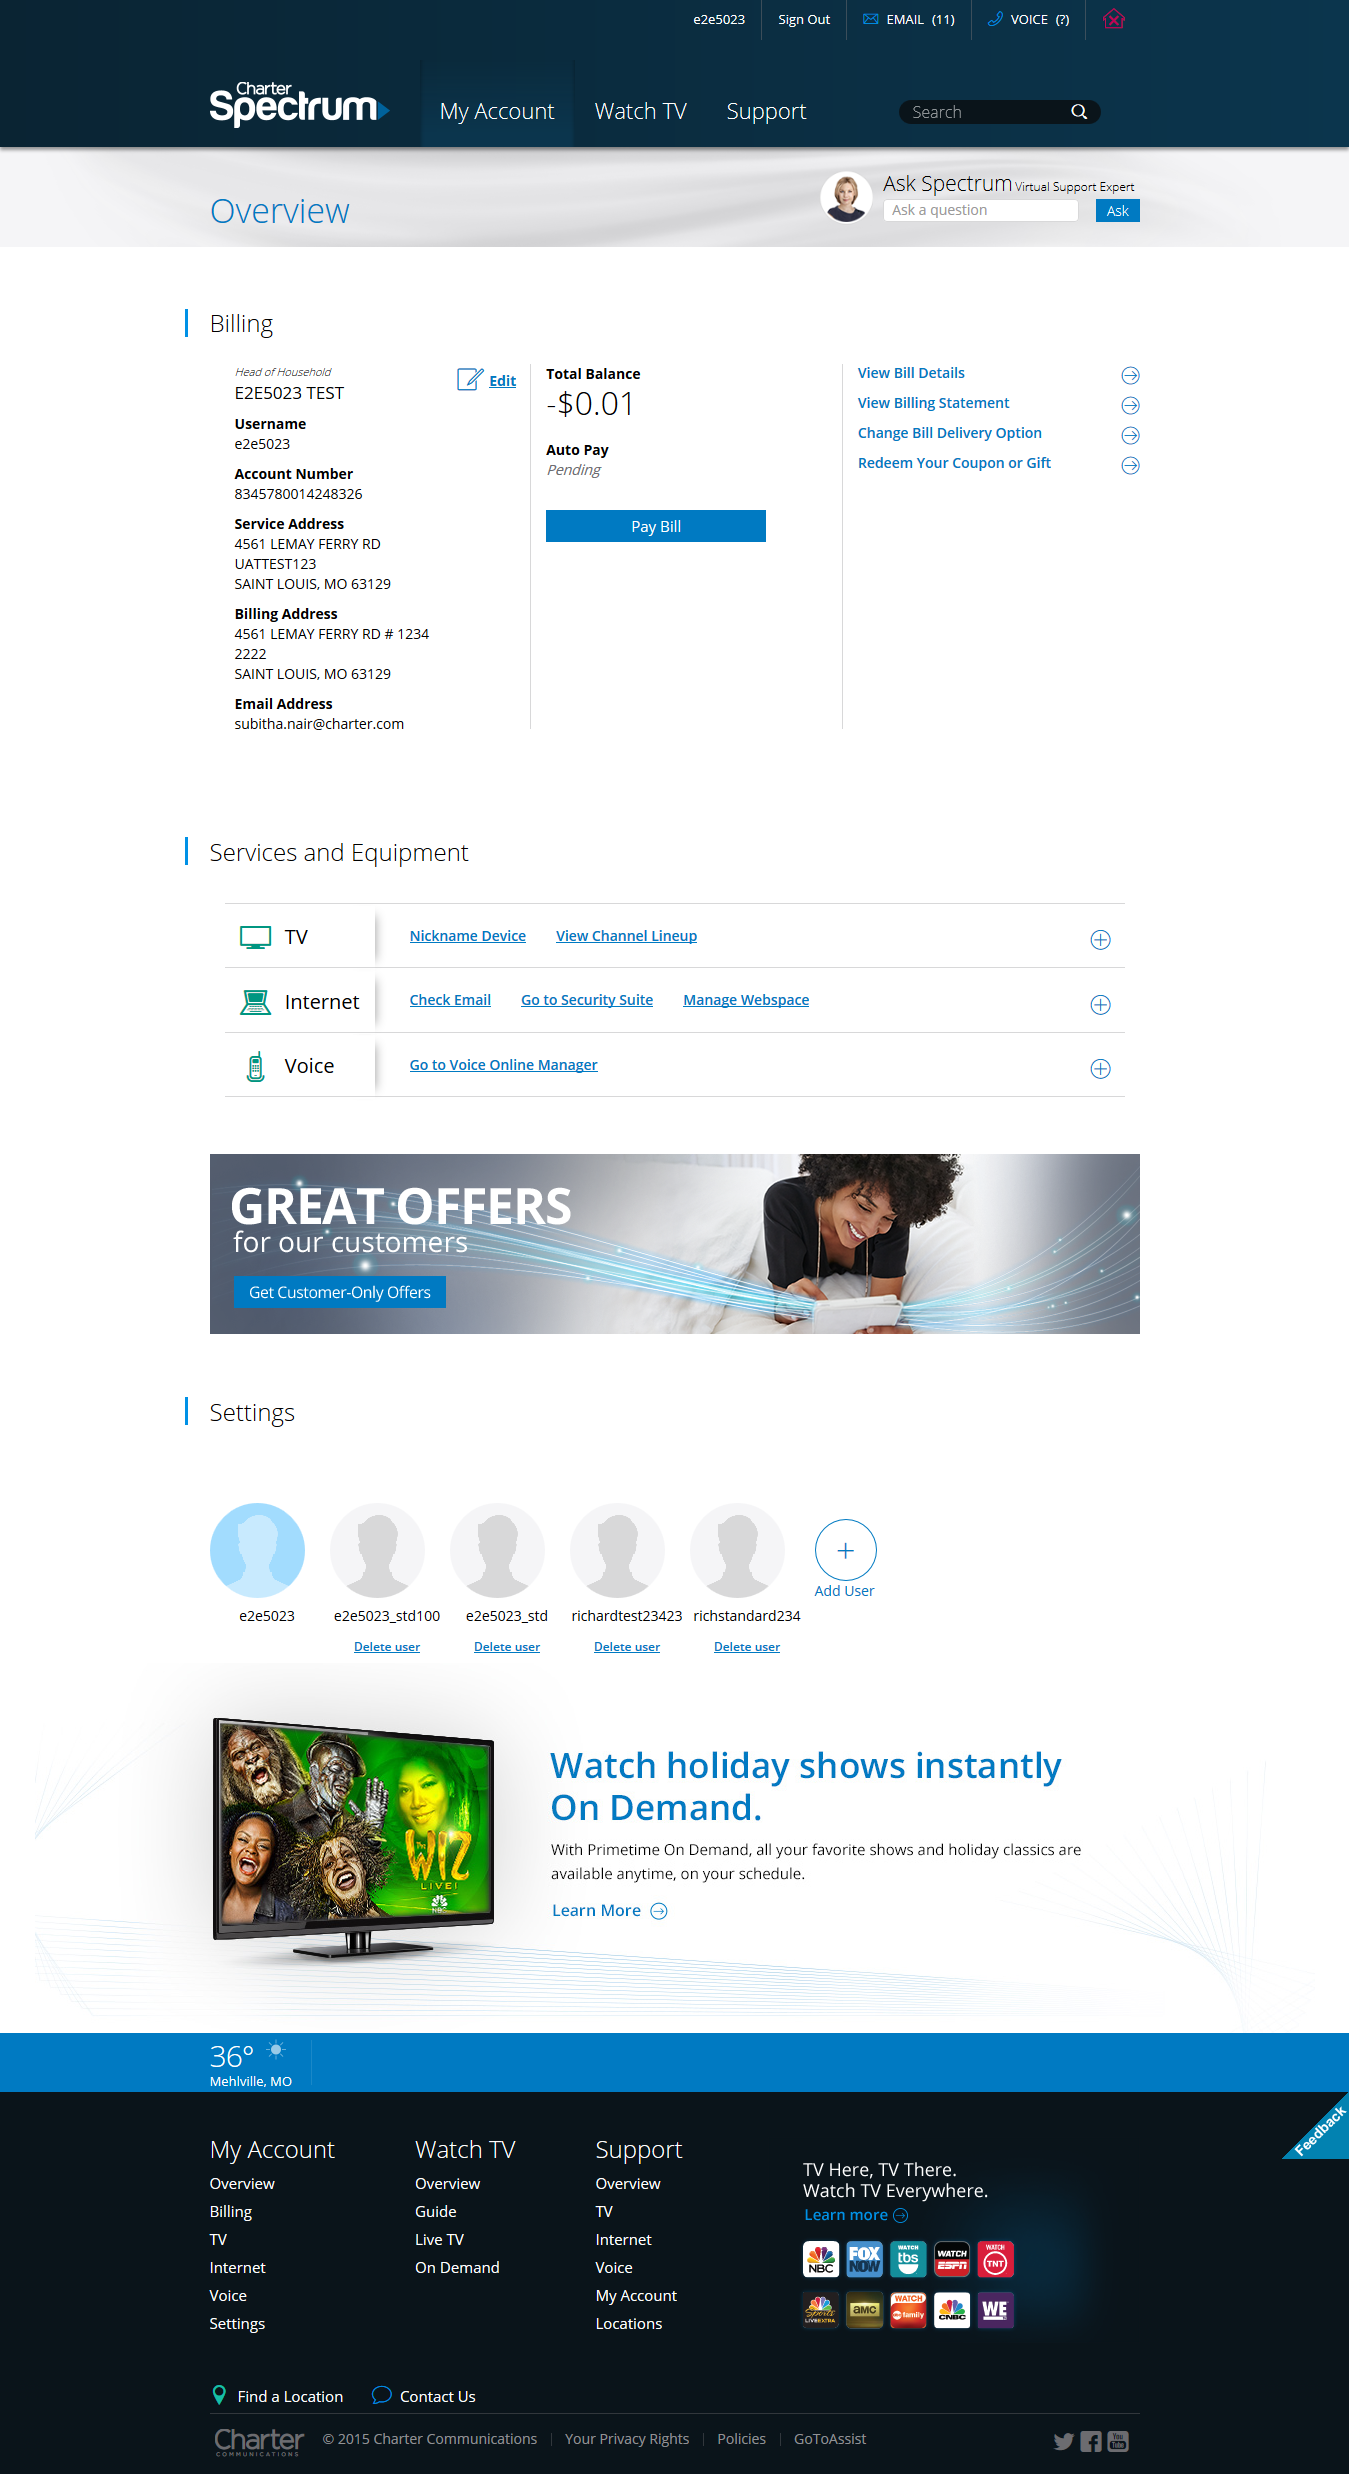 e2e5023
Sign Out
EMAIL (11)
VOICE (?)
Charter
Spectrum
My Account
Watch TV
Support
Search
Overview
Ask Spectrum Virtual Support Expert
Ask a question
Ask
Billing
Head of Household
E2E5023 TEST
Edit
Username
e2e5023
Account Number
8345780014248326
Service Address
4561 LEMAY FERRY RD
UATTEST123
SAINT LOUIS, MO 63129
Billing Address
4561 LEMAY FERRY RD # 1234
2222
SAINT LOUIS, MO 63129
Email Address
subitha.nair@charter.com
Total Balance
-$0.01
Auto Pay
Pending
Pay Bill
View Bill Details
View Billing Statement
Change Bill Delivery Option
Redeem Your Coupon or Gift
Services and Equipment
TV
Nickname Device
View Channel Lineup
Internet
Check Email
Go to Security Suite
Manage Webspace
Voice
Go to Voice Online Manager
GREAT OFFERS
for our customers
Get Customer-Only Offers
Settings
e2e5023
e2e5023_std100
Delete user
e2e5023_std
Delete user
richardtest23423
Delete user
richstandard234
Delete user
Add User
THE
WIZ
LIVE!
NBC
Watch holiday shows instantly
On Demand.
With Primetime On Demand, all your favorite shows and holiday classics are
available anytime, on your schedule.
Learn More
36°
Mehlville, MO
Feedback
My Account
Overview
Billing
TV
Internet
Voice
Settings
Watch TV
Overview
Guide
Live TV
On Demand
Support
Overview
TV
Internet
Voice
My Account
Locations
TV Here, TV There.
Watch TV Everywhere.
Learn more
NBC
FOX
NOW
WATCH
tbs
WATCH
ESPN
WATCH
TNT
Sports
LIVE EXTRA
aMC
WATCH
abc family
CNBC
WE
Find a Location
Contact Us
Charter
COMMUNICATIONS
© 2015 Charter Communications
Your Privacy Rights
Policies
GoToAssist
You
Tube